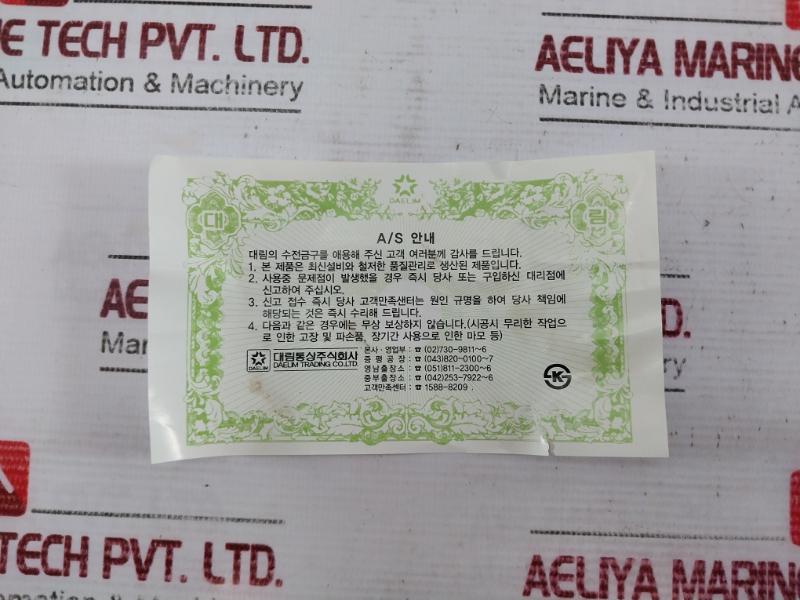 E TECH PVT. LTD.
Automation & Machinery
AELIYA MARINE
Marine & Industrial A
DAELIM
대
림
A/S 안내
대림의 수전금구를 애용해 주신 고객 여러분께 감사를 드립니다.
1. 본 제품은 최신설비와 철저한 품질관리로 생산된 제품입니다.
2. 사용중 문제점이 발생했을 경우 즉시 당사 또는 구입하신 대리점에
신고하여 주십시오.
3. 신고 접수 즉시 당사 고객만족센터는 원인 규명을 하여 당사 책임에
해당되는 것은 즉시 수리해 드립니다.
4. 다음과 같은 경우에는 무상 보상하지 않습니다.(시공시 무리한 작업으
로 인한 고장 및 파손품, 장기간 사용으로 인한 마모 등)
DAELIM
대림통상주식회사
DAELIM TRADING CO.,LTD.
본사·영업부 : ☎ (02)730-9811~6
증평공장 : ☎ (043)820-0100~7
영남출장소 : ☎ (051)811-2300~6
중부출장소 : ☎ (042)253-7922~6
고객만족센터 : ☎ 1588-8209
K
AE
D.
ry
TECH PVT. LTD.
AELIYA MARINE